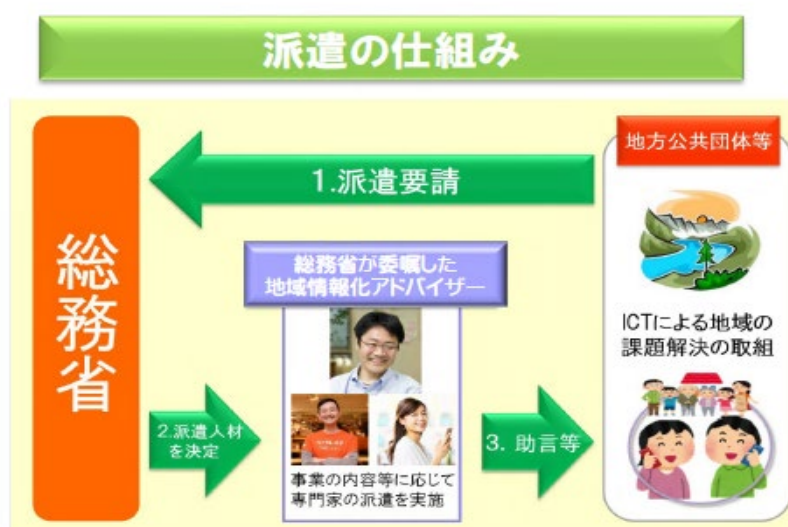 派遣の仕組み
地方公共団体等
1.派遣要請
総務省
総務省が委嘱した
地域情報化アドバイザー
ICTによる地域の
課題解決の取組
2.派遣人材
を決定
3. 助言等
事業の内容等に応じて
専門家の派遣を実施